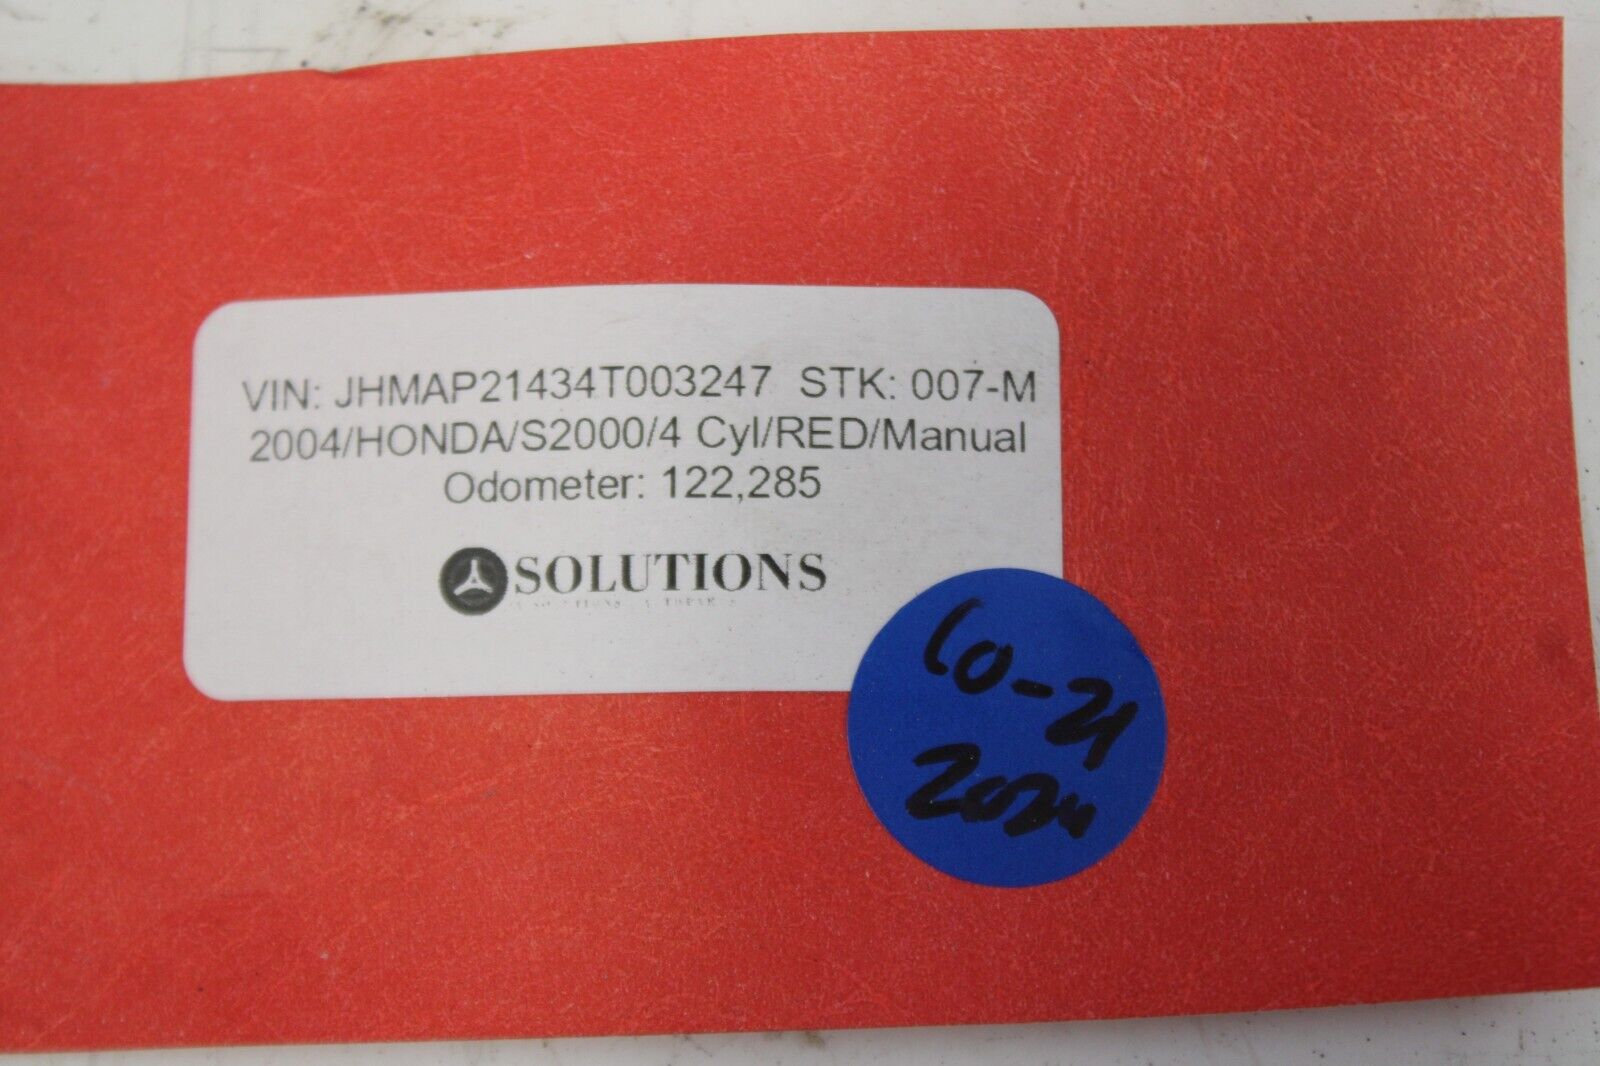 VIN: JHMAP21434T003247 STK: 007-M
2004/HONDA/S2000/4 Cyl/RED/Manual
Odometer: 122,285
SOLUTIONS
10-21
2024